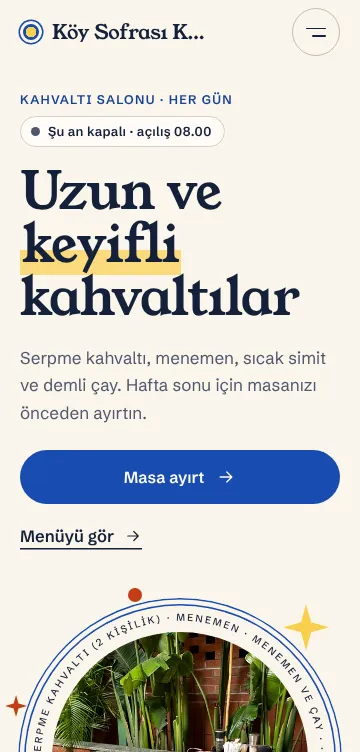 Köy Sofrası K...
KAHVALTI SALONU · HER GÜN
Şu an kapalı · açılış 08.00
Uzun ve
keyifli
kahvaltılar
Serpme kahvaltı, menemen, sıcak simit
ve demli çay. Hafta sonu için masanızı
önceden ayırtın.
Masa ayırt →
Menüyü gör →
ERPME KAHVALTI (2 KİŞİLİK) · MENEMEN · MENEMEN VE ÇAY ·